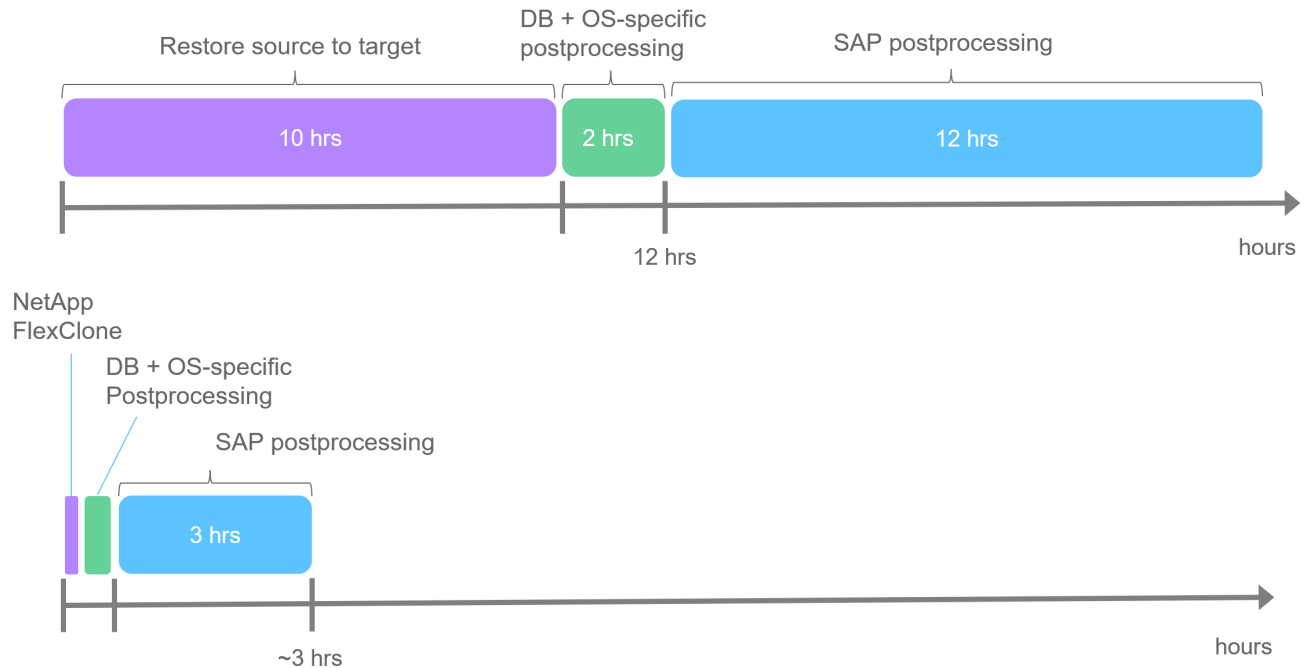 DB + OS-specific
postprocessing
Restore source to target
SAP postprocessing
10 hrs
2 hrs
12 hrs
12 hrs
hours
NetApp
FlexClone
DB + OS-specific
Postprocessing
SAP postprocessing
3 hrs
~3 hrs
hours